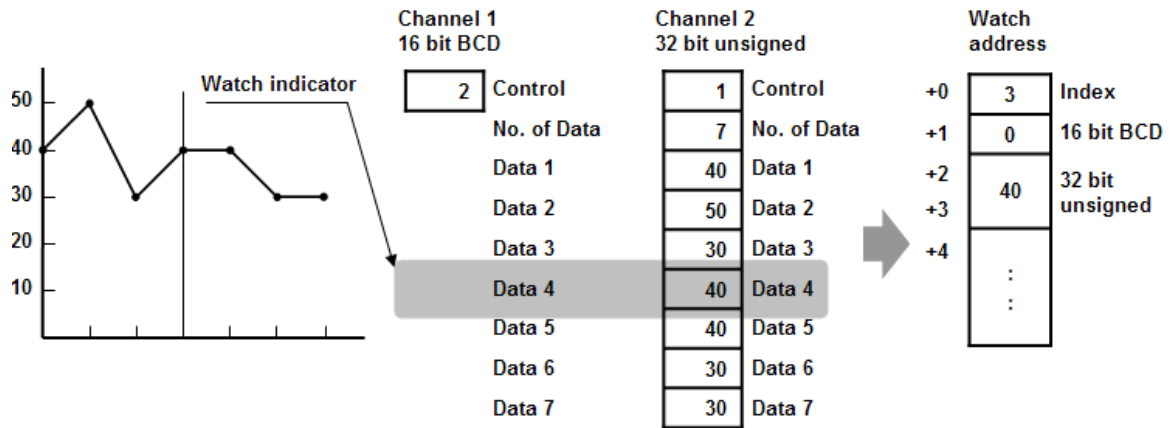 Channel 1
16 bit BCD
Channel 2
32 bit unsigned
Watch
address
Watch indicator
50
40
30
20
10
2 Control
No. of Data
Data 1
Data 2
Data 3
Data 4
Data 5
Data 6
Data 7
1 Control
7 No. of Data
40 Data 1
50 Data 2
30 Data 3
40 Data 4
40 Data 5
30 Data 6
30 Data 7
+0 3 Index
+1 0 16 bit BCD
+2
+3
40
32 bit
unsigned
+4
:
: